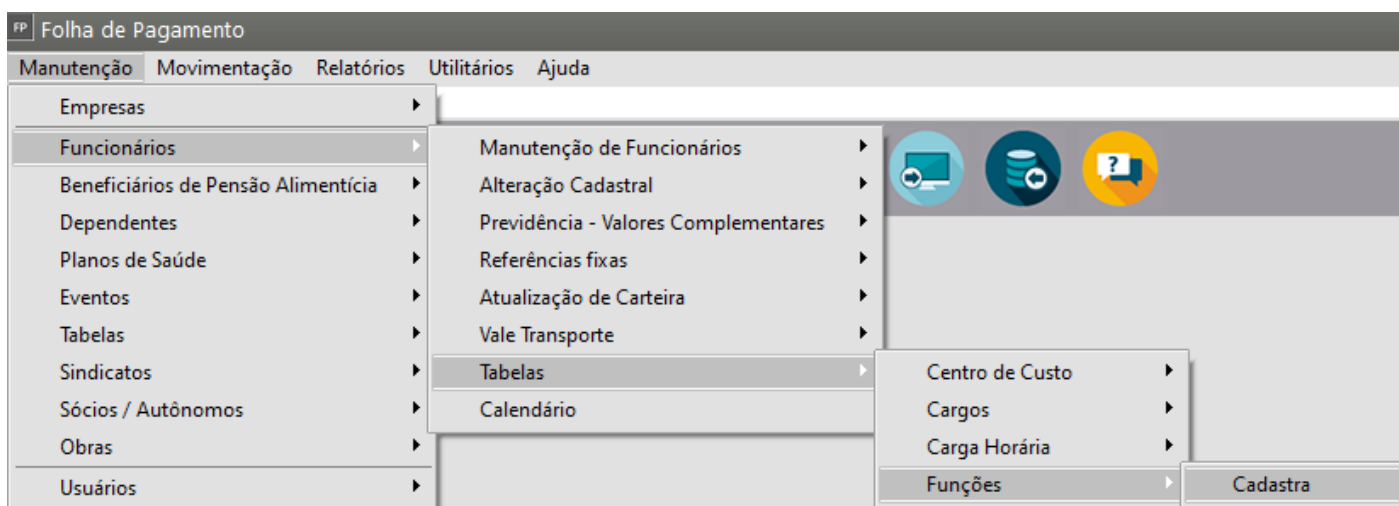 FP Folha de Pagamento
Manutenção Movimentação Relatórios Utilitários Ajuda
Empresas
Funcionários
Beneficiários de Pensão Alimentícia
Dependentes
Planos de Saúde
Eventos
Tabelas
Sindicatos
Sócios / Autônomos
Obras
Usuários
Manutenção de Funcionários
Alteração Cadastral
Previdência - Valores Complementares
Referências fixas
Atualização de Carteira
Vale Transporte
Tabelas
Calendário
Centro de Custo
Cargos
Carga Horária
Funções
Cadastra
?